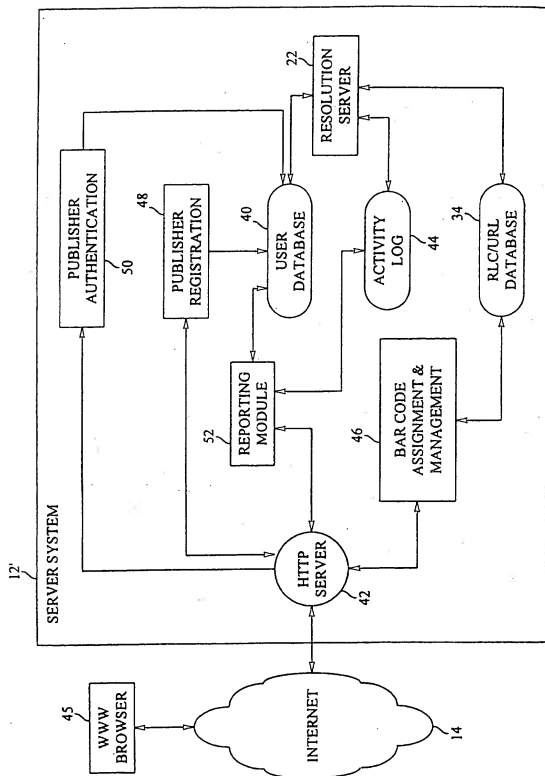 12'
SERVER SYSTEM
45
WWW
BROWSER
INTERNET
14
HTTP
SERVER
42
PUBLISHER
AUTHENTICATION
50
48
PUBLISHER
REGISTRATION
52
REPORTING
MODULE
40
USER
DATABASE
22
RESOLUTION
SERVER
ACTIVITY
LOG
44
46
BAR CODE
ASSIGNMENT &
MANAGEMENT
34
RLC/URL
DATABASE